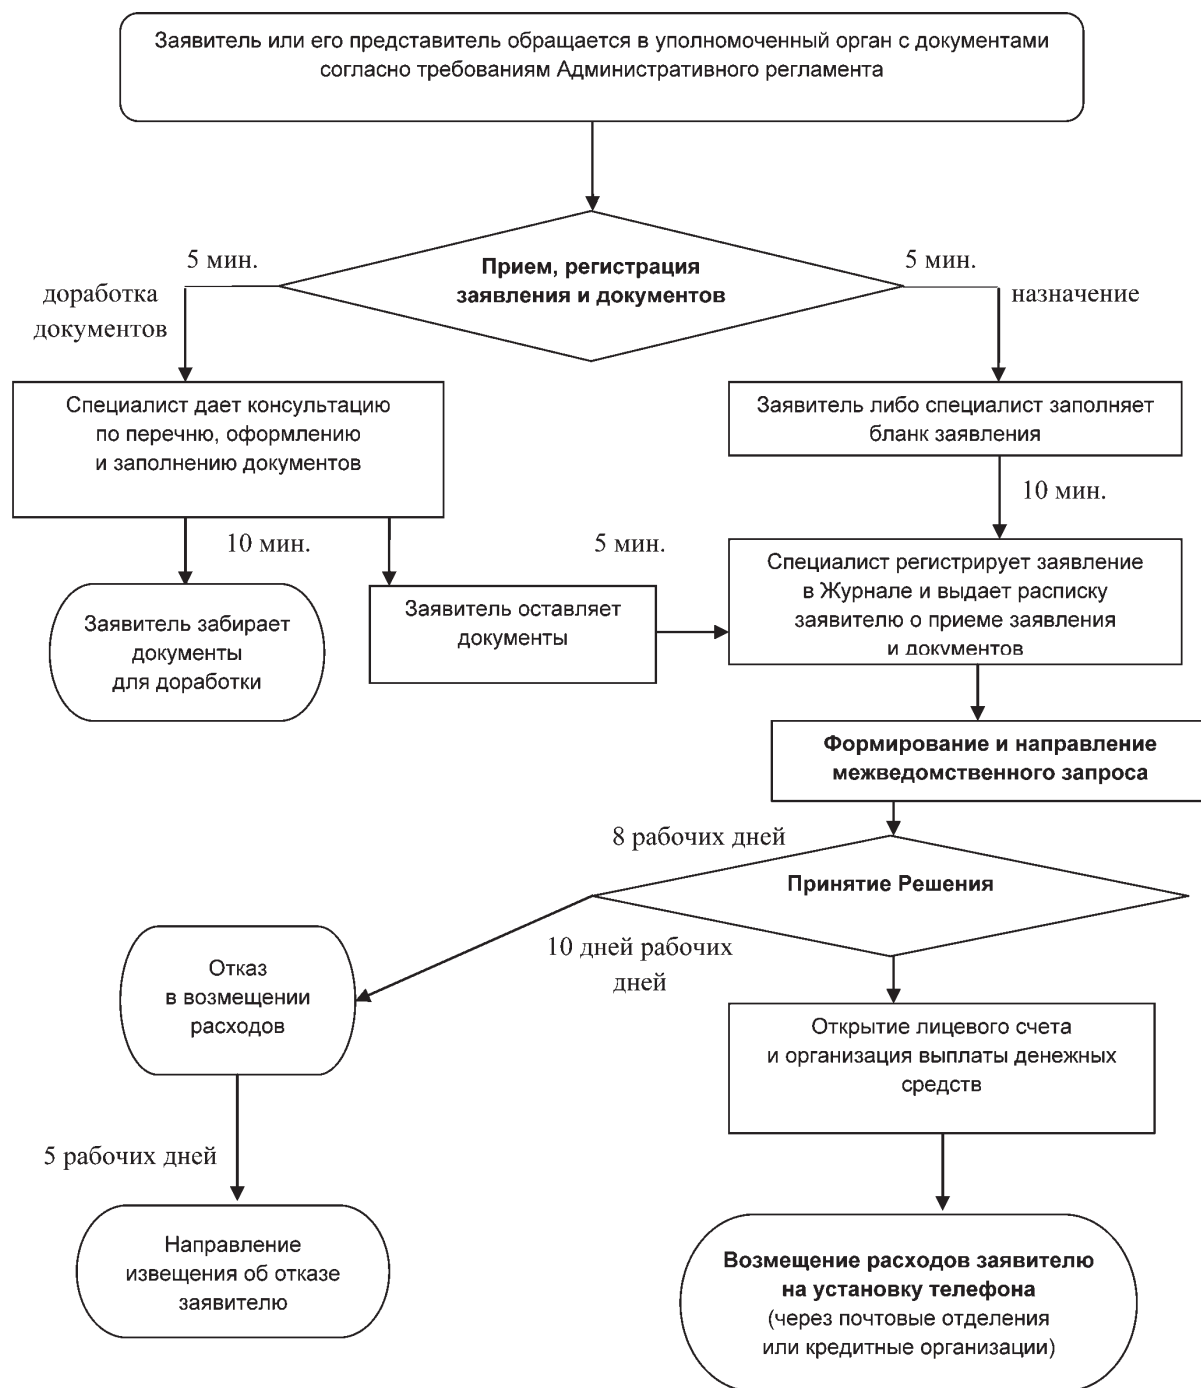 Заявитель или его представитель обращается в уполномоченный орган с документами
согласно требованиям Административного регламента
5 мин.
Прием, регистрация
заявления и документов
5 мин.
доработка
документов
назначение
Специалист дает консультацию
по перечню, оформлению
и заполнению документов
Заявитель либо специалист заполняет
бланк заявления
10 мин.
10 мин.
5 мин.
Заявитель забирает
документы
для доработки
Заявитель оставляет
документы
Специалист регистрирует заявление
в Журнале и выдает расписку
заявителю о приеме заявления
и документов
Формирование и направление
межведомственного запроса
8 рабочих дней
Принятие Решения
10 дней рабочих
дней
Отказ
в возмещении
расходов
Открытие лицевого счета
и организация выплаты денежных
средств
5 рабочих дней
Направление
извещения об отказе
заявителю
Возмещение расходов заявителю
на установку телефона
(через почтовые отделения
или кредитные организации)